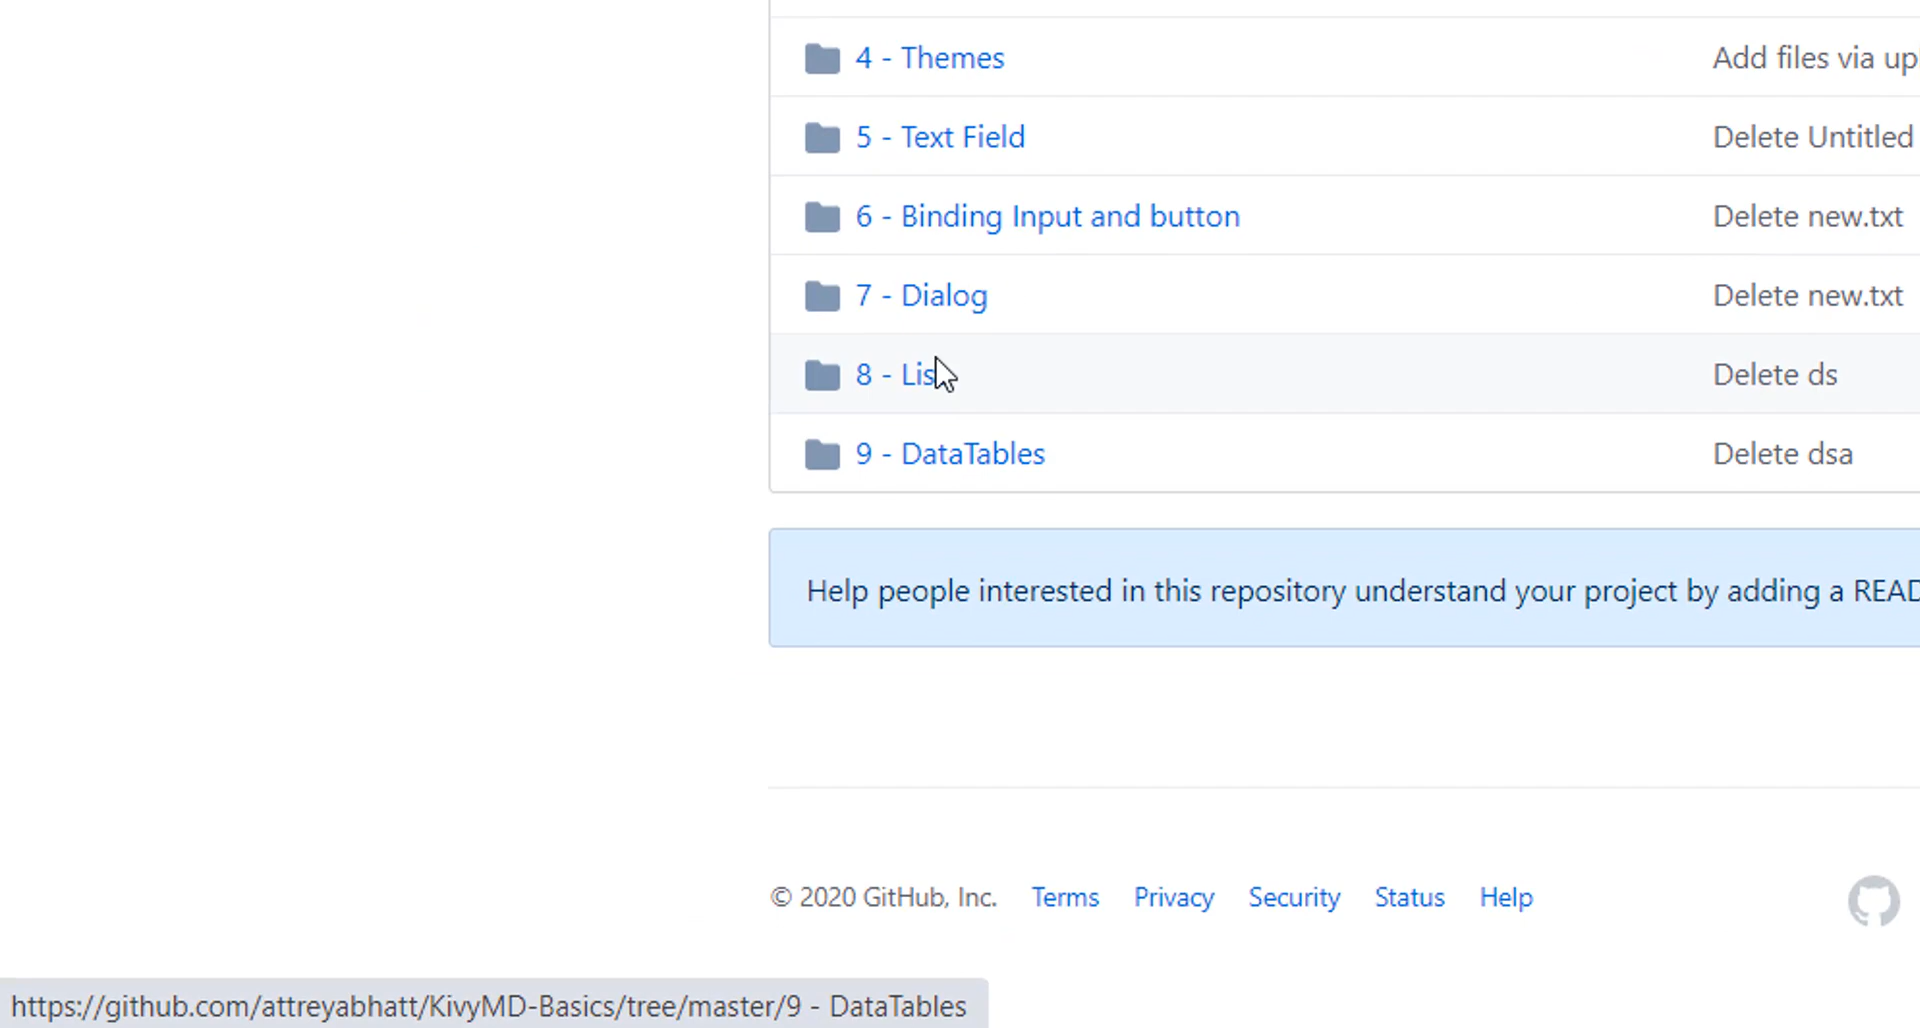 4 - Themes
Add files via up
5 - Text Field
Delete Untitled
6 - Binding Input and button
Delete new.txt
7 - Dialog
Delete new.txt
8 - Lis
Delete ds
9 - DataTables
Delete dsa
Help people interested in this repository understand your project by adding a READ
© 2020 GitHub, Inc. Terms Privacy Security Status Help
https://github.com/attreyabhatt/KivyMD-Basics/tree/master/9 - DataTables